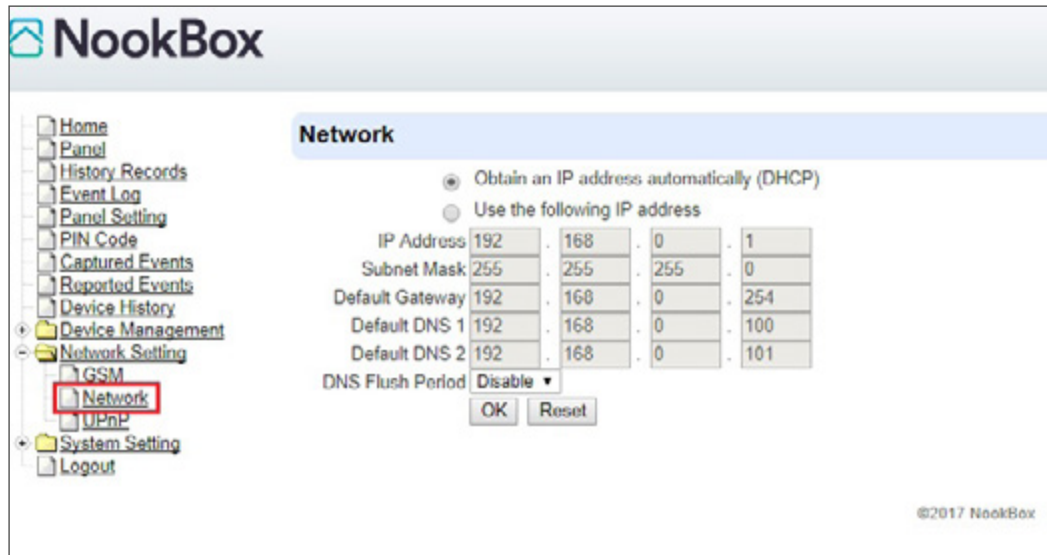 NookBox
Home
Panel
History Records
Event Log
Panel Setting
PIN Code
Captured Events
Reported Events
Device History
Device Management
Network Setting
GSM
Network
UPnP
System Setting
Logout
Network
Obtain an IP address automatically (DHCP)
Use the following IP address
IP Address 192 . 168 . 0 . 1
Subnet Mask 255 . 255 . 255 . 0
Default Gateway 192 . 168 . 0 . 254
Default DNS 1 192 . 168 . 0 . 100
Default DNS 2 192 . 168 . 0 . 101
DNS Flush Period Disable
OK Reset
©2017 NookBox